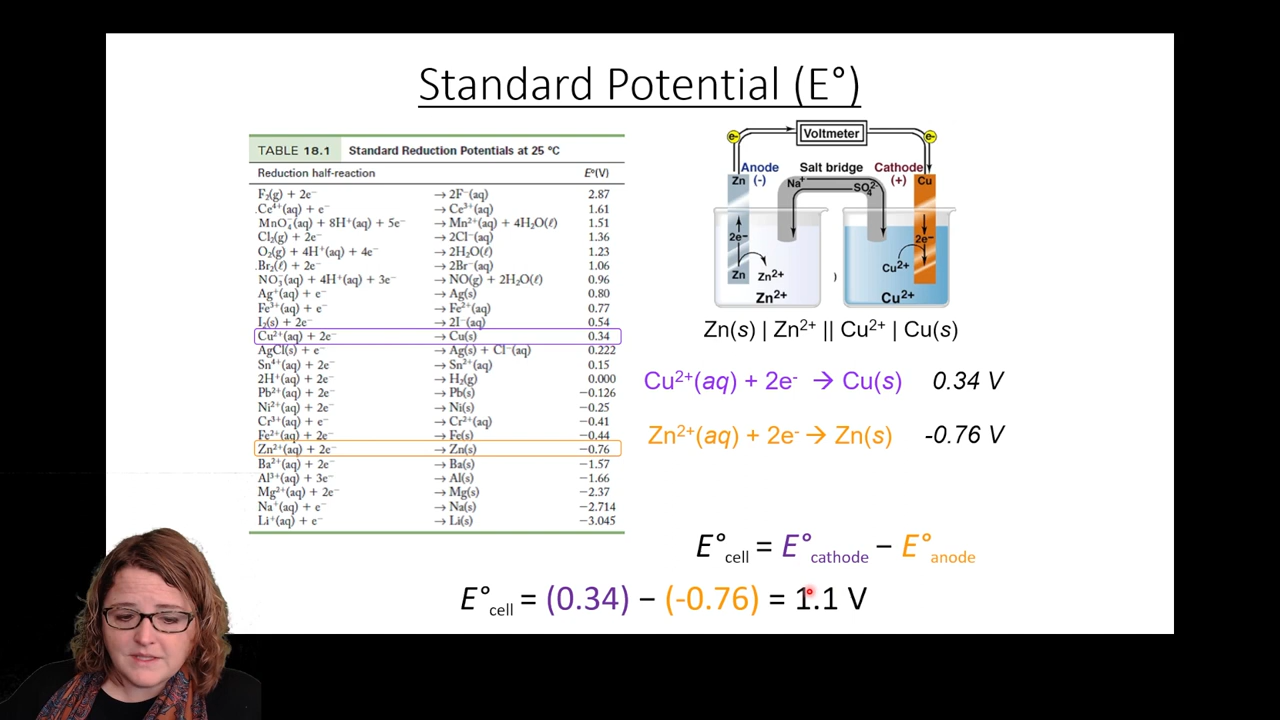 Standard Potential (E°)
TABLE 18.1 Standard Reduction Potentials at 25 °C
Reduction half-reaction E°(V)
F₂(g) + 2e⁻ → 2F⁻(aq) 2.87
Ce⁴⁺(aq) + e⁻ → Ce³⁺(aq) 1.61
MnO₄⁻(aq) + 8H⁺(aq) + 5e⁻ → Mn²⁺(aq) + 4H₂O(ℓ) 1.51
Cl₂(g) + 2e⁻ → 2Cl⁻(aq) 1.36
O₂(g) + 4H⁺(aq) + 4e⁻ → 2H₂O(ℓ) 1.23
Br₂(ℓ) + 2e⁻ → 2Br⁻(aq) 1.06
NO₃⁻(aq) + 4H⁺(aq) + 3e⁻ → NO(g) + 2H₂O(ℓ) 0.96
Ag⁺(aq) + e⁻ → Ag(s) 0.80
Fe³⁺(aq) + e⁻ → Fe²⁺(aq) 0.77
I₂(s) + 2e⁻ → 2I⁻(aq) 0.54
Cu²⁺(aq) + 2e⁻ → Cu(s) 0.34
AgCl(s) + e⁻ → Ag(s) + Cl⁻(aq) 0.222
Sn⁴⁺(aq) + 2e⁻ → Sn²⁺(aq) 0.15
2H⁺(aq) + 2e⁻ → H₂(g) 0.000
Pb²⁺(aq) + 2e⁻ → Pb(s) −0.126
Ni²⁺(aq) + 2e⁻ → Ni(s) −0.25
Cr³⁺(aq) + e⁻ → Cr²⁺(aq) −0.41
Fe²⁺(aq) + 2e⁻ → Fe(s) −0.44
Zn²⁺(aq) + 2e⁻ → Zn(s) −0.76
Ba²⁺(aq) + 2e⁻ → Ba(s) −1.57
Al³⁺(aq) + 3e⁻ → Al(s) −1.66
Mg²⁺(aq) + 2e⁻ → Mg(s) −2.37
Na⁺(aq) + e⁻ → Na(s) −2.714
Li⁺(aq) + e⁻ → Li(s) −3.045
e- Voltmeter e-
Anode Salt bridge Cathode
Zn (-) Na⁺ SO₄²⁻ (+) Cu
2e- 2e-
Cu2+
Zn Zn2+ )
Zn2+ Cu2+
Zn(s) | Zn²⁺ || Cu²⁺ | Cu(s)
Cu²⁺(aq) + 2e⁻ → Cu(s) 0.34 V
Zn²⁺(aq) + 2e⁻ → Zn(s) -0.76 V
E°cell = E°cathode − E°anode
E°cell = (0.34) − (-0.76) = 1.1 V